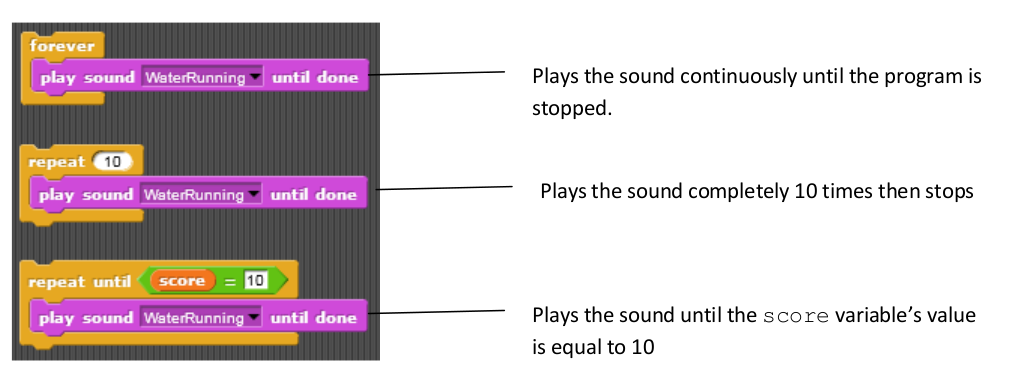 forever
play sound WaterRunning until done
Plays the sound continuously until the program is
stopped.
repeat 10
play sound WaterRunning until done
Plays the sound completely 10 times then stops
repeat until score = 10
play sound WaterRunning until done
Plays the sound until the score variable’s value
is equal to 10